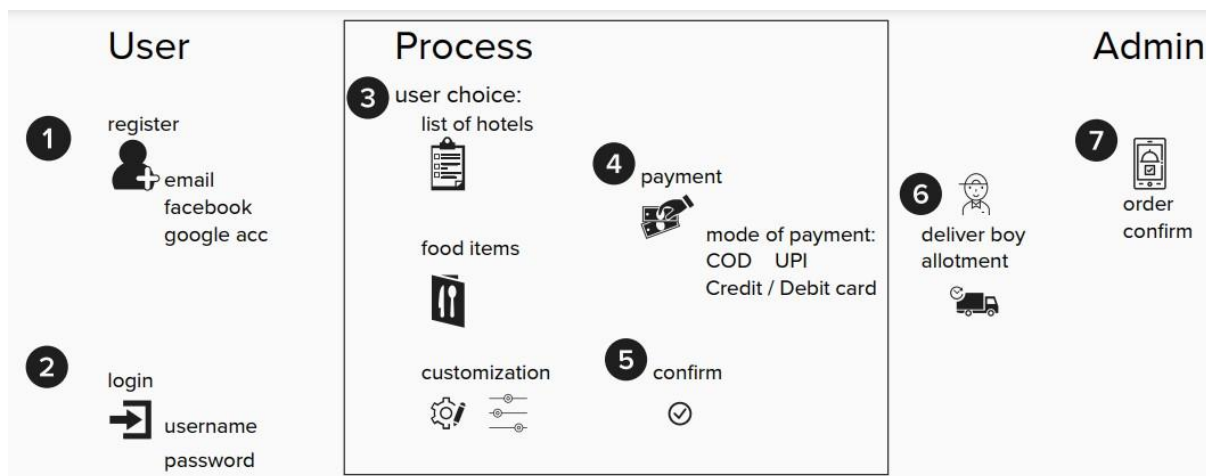 User
1
register
email
facebook
google acc
2
login
username
password
Process
3
user choice:
list of hotels
food items
customization
4
payment
mode of payment:
COD UPI
Credit / Debit card
5
confirm
Admin
6
deliver boy
allotment
7
order
confirm